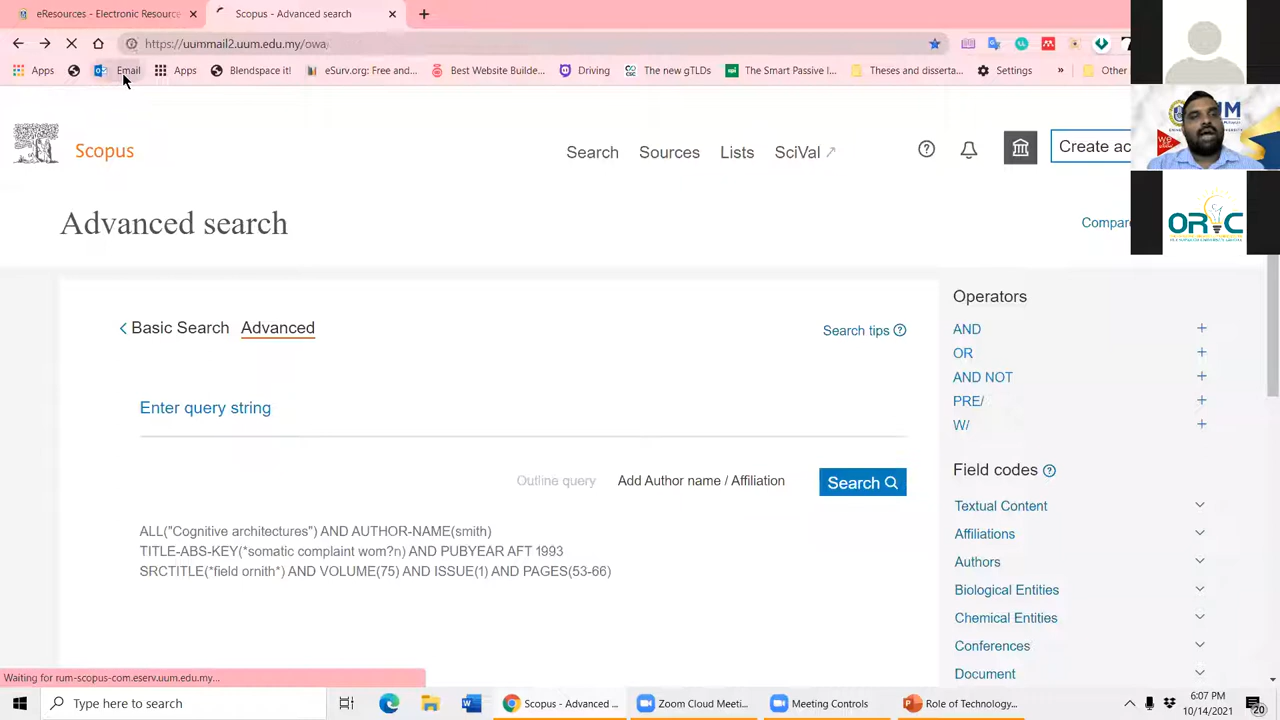 eResources - Electronic Resourc
Scopus - Advanced search
https://uummail2.uum.edu.my/owa
Apps
Email
Apps
Blendspace it!
eSurv.org: Free and...
Best Website Builde...
Driving
The new gTLDs
The Smart Passive I...
Theses and disserta...
Settings
»
Other
Scopus
Search
Sources
Lists
SciVal
Create ac
Advanced search
Compare
Basic Search
Advanced
Search tips
Enter query string
Outline query
Add Author name / Affiliation
Search
ALL("Cognitive architectures") AND AUTHOR-NAME(smith)
TITLE-ABS-KEY(*somatic complaint wom?n) AND PUBYEAR AFT 1993
SRCTITLE(*field ornith*) AND VOLUME(75) AND ISSUE(1) AND PAGES(53-66)
Operators
AND
OR
AND NOT
PRE/
W/
Field codes
Textual Content
Affiliations
Authors
Biological Entities
Chemical Entities
Conferences
Document
ORIC
Waiting for rum-scopus-com.eserv.uum.edu.my...
Type here to search
Scopus - Advanced ...
Zoom Cloud Meeti...
Meeting Controls
Role of Technology...
6:07 PM
10/14/2021
20